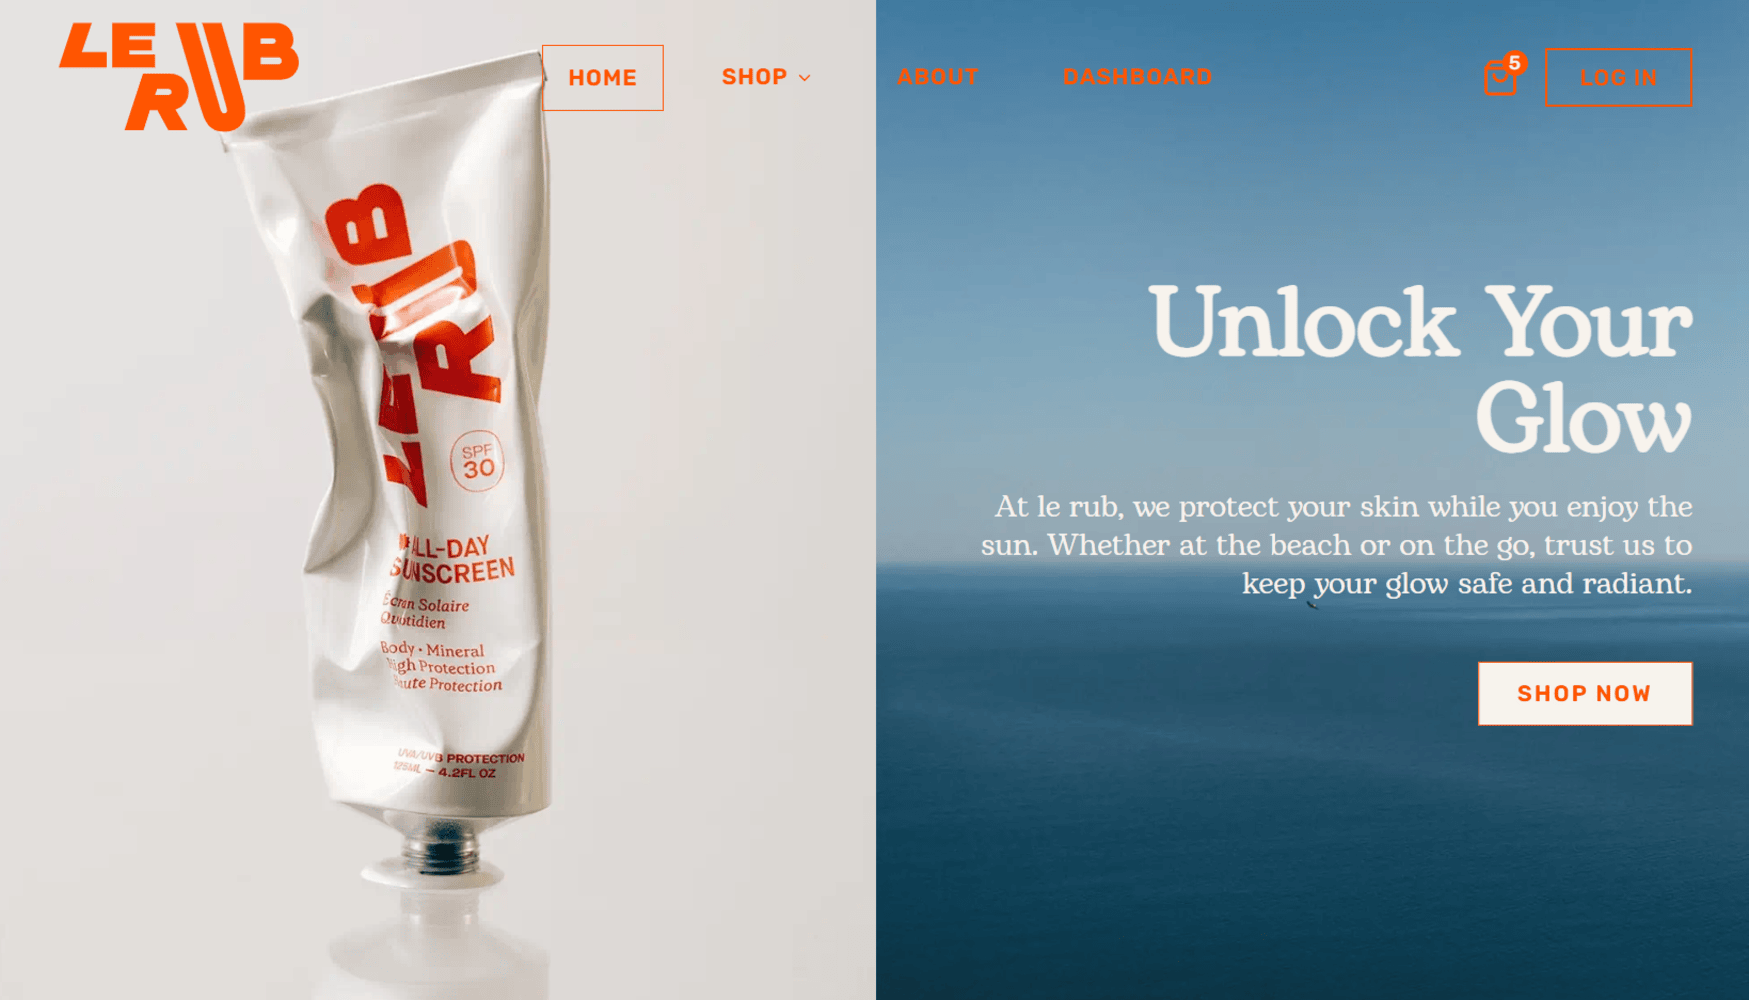 LE RUB
HOME
SHOP
ABOUT
DASHBOARD
5
LOG IN
LE RUB
SPF
30
ALL-DAY
SUNSCREEN
Écran Solaire
Quotidien
Body • Mineral
High Protection
Haute Protection
UVA/UVB PROTECTION
125ML — 4.2FL OZ
Unlock Your
Glow
At le rub, we protect your skin while you enjoy the
sun. Whether at the beach or on the go, trust us to
keep your glow safe and radiant.
SHOP NOW